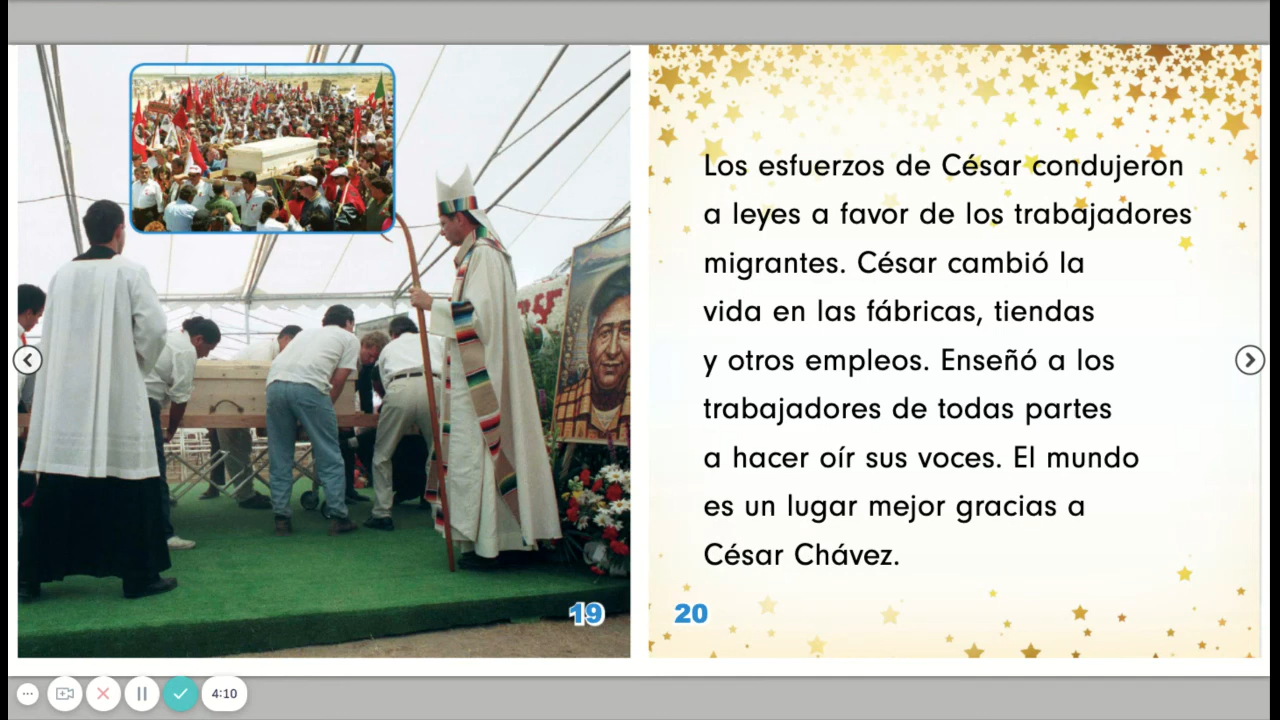 19
Los esfuerzos de César condujeron
a leyes a favor de los trabajadores
migrantes. César cambió la
vida en las fábricas, tiendas
y otros empleos. Enseñó a los
trabajadores de todas partes
a hacer oír sus voces. El mundo
es un lugar mejor gracias a
César Chávez.
20
4:10